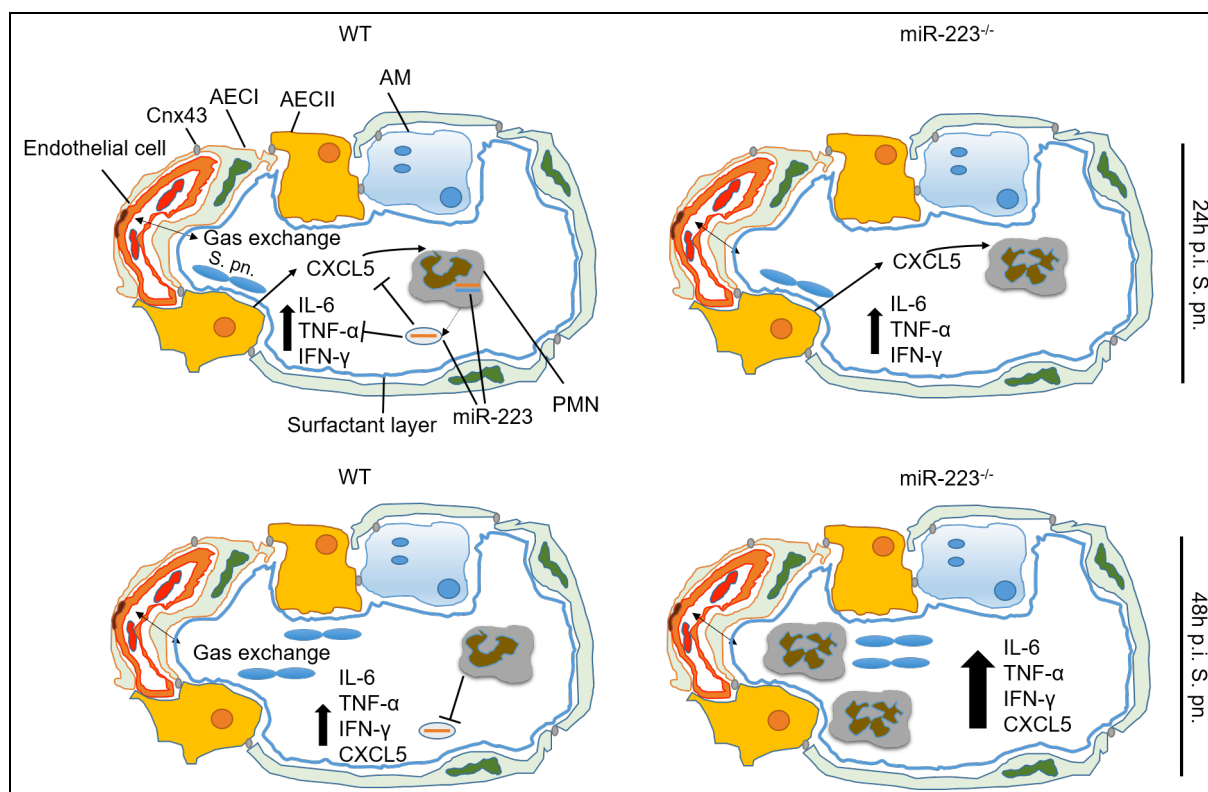 WT
miR-223-/-
AM
AECI
AECII
Cnx43
Endothelial cell
Gas exchange
S. pn.
CXCL5
IL-6
TNF-α
IFN-γ
Surfactant layer
miR-223
PMN
CXCL5
IL-6
TNF-α
IFN-γ
24h p.i. S. pn.
WT
miR-223-/-
Gas exchange
IL-6
TNF-α
IFN-γ
CXCL5
IL-6
TNF-α
IFN-γ
CXCL5
48h p.i. S. pn.